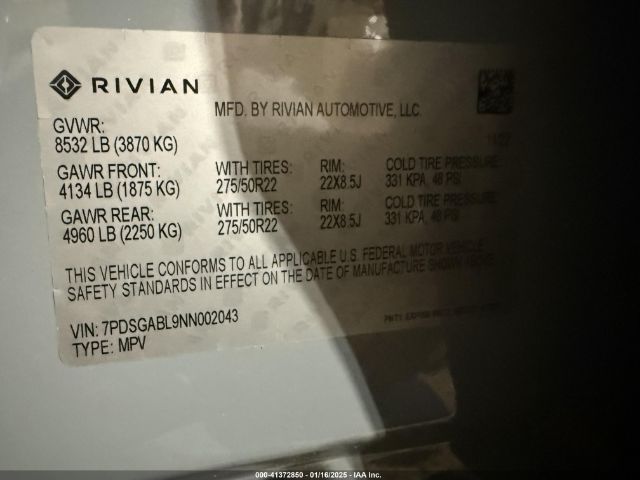 RIVIAN
MFD. BY RIVIAN AUTOMOTIVE, LLC.
GVWR:
8532 LB (3870 KG)
GAWR FRONT: WITH TIRES: RIM: COLD TIRE PRESSURE:
4134 LB (1875 KG) 275/50R22 22X8.5J 331 KPA, 48 PSI
GAWR REAR: WITH TIRES: RIM: COLD TIRE PRESSURE:
4960 LB (2250 KG) 275/50R22 22X8.5J 331 KPA, 48 PSI
THIS VEHICLE CONFORMS TO ALL APPLICABLE U.S. FEDERAL MOTOR VEHICLE
SAFETY STANDARDS IN EFFECT ON THE DATE OF MANUFACTURE SHOWN ABOVE.
VIN: 7PDSGABL9NN002043
TYPE: MPV
000-41372850 - 01/16/2025 - IAA Inc.